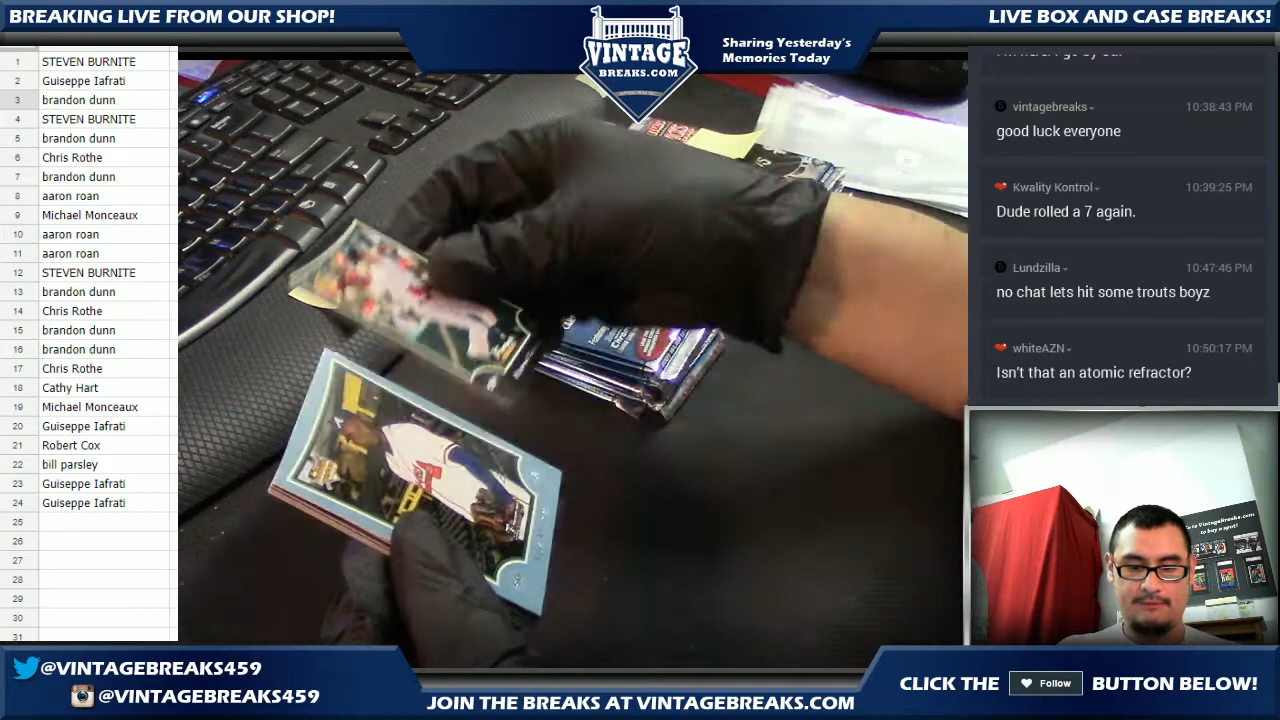 BREAKING LIVE FROM OUR SHOP!
VINTAGE
BREAKS.COM
Sharing Yesterday's
Memories Today
LIVE BOX AND CASE BREAKS!
1 STEVEN BURNITE
2 Guiseppe Iafrati
3 brandon dunn
4 STEVEN BURNITE
5 brandon dunn
6 Chris Rothe
7 brandon dunn
8 aaron roan
9 Michael Monceaux
10 aaron roan
11 aaron roan
12 STEVEN BURNITE
13 brandon dunn
14 Chris Rothe
15 brandon dunn
16 brandon dunn
17 Chris Rothe
18 Cathy Hart
19 Michael Monceaux
20 Guiseppe Iafrati
21 Robert Cox
22 bill parsley
23 Guiseppe Iafrati
24 Guiseppe Iafrati
25
26
27
28
29
30
31
vintagebreaks 10:38:43 PM
good luck everyone
Kwality Kontrol 10:39:25 PM
Dude rolled a 7 again.
Lundzilla 10:47:46 PM
no chat lets hit some trouts boyz
whiteAZN 10:50:17 PM
Isn't that an atomic refractor?
to VintageBreaks.com
to buy a spot!
@VINTAGEBREAKS459
@VINTAGEBREAKS459
JOIN THE BREAKS AT VINTAGEBREAKS.COM
CLICK THE Follow BUTTON BELOW!